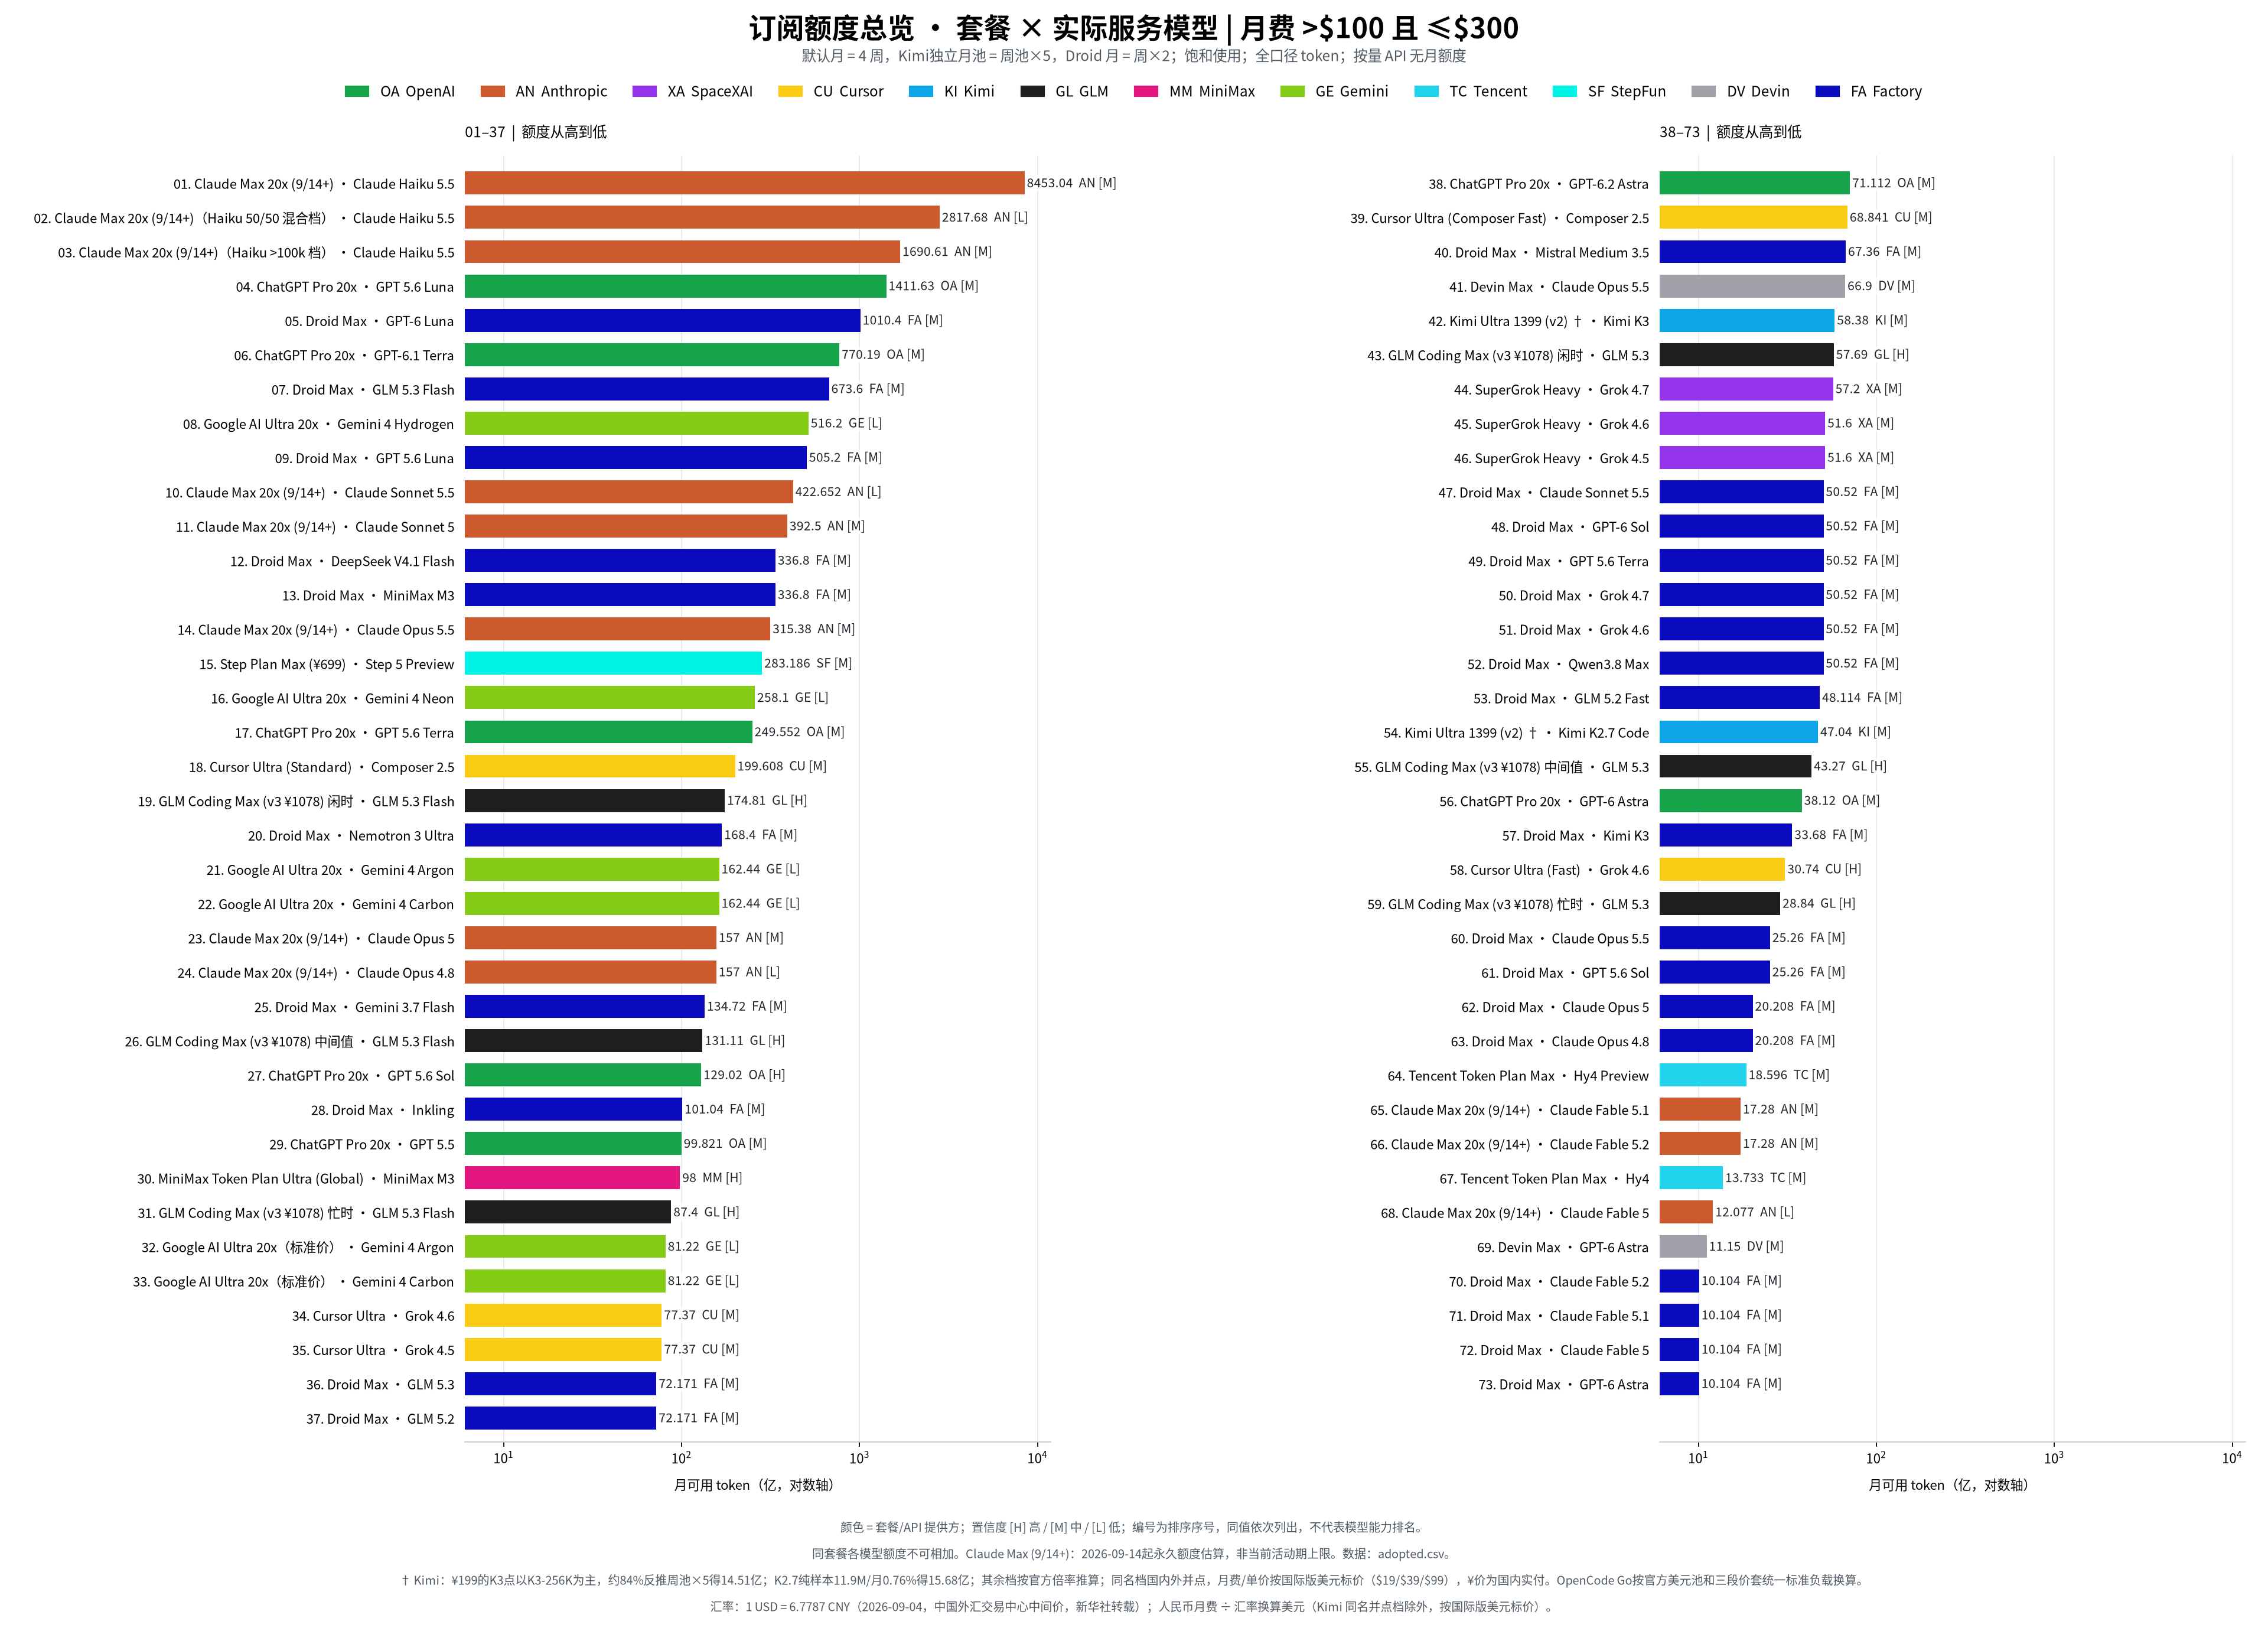 订阅额度总览 · 套餐 × 实际服务模型 | 月费 >$100 且 ≤$300
默认月 = 4 周，Kimi独立月池 = 周池×5，Droid 月 = 周×2；饱和使用；全口径 token；按量 API 无月额度
OA OpenAI
AN Anthropic
XA SpaceXAI
CU Cursor
KI Kimi
GL GLM
MM MiniMax
GE Gemini
TC Tencent
SF StepFun
DV Devin
FA Factory
01–37 | 额度从高到低
01. Claude Max 20x (9/14+) · Claude Haiku 5.5 8453.04 AN [M]
02. Claude Max 20x (9/14+)（Haiku 50/50 混合档） · Claude Haiku 5.5 2817.68 AN [L]
03. Claude Max 20x (9/14+)（Haiku >100k 档） · Claude Haiku 5.5 1690.61 AN [M]
04. ChatGPT Pro 20x · GPT 5.6 Luna 1411.63 OA [M]
05. Droid Max · GPT-6 Luna 1010.4 FA [M]
06. ChatGPT Pro 20x · GPT-6.1 Terra 770.19 OA [M]
07. Droid Max · GLM 5.3 Flash 673.6 FA [M]
08. Google AI Ultra 20x · Gemini 4 Hydrogen 516.2 GE [L]
09. Droid Max · GPT 5.6 Luna 505.2 FA [M]
10. Claude Max 20x (9/14+) · Claude Sonnet 5.5 422.652 AN [L]
11. Claude Max 20x (9/14+) · Claude Sonnet 5 392.5 AN [M]
12. Droid Max · DeepSeek V4.1 Flash 336.8 FA [M]
13. Droid Max · MiniMax M3 336.8 FA [M]
14. Claude Max 20x (9/14+) · Claude Opus 5.5 315.38 AN [M]
15. Step Plan Max (¥699) · Step 5 Preview 283.186 SF [M]
16. Google AI Ultra 20x · Gemini 4 Neon 258.1 GE [L]
17. ChatGPT Pro 20x · GPT 5.6 Terra 249.552 OA [M]
18. Cursor Ultra (Standard) · Composer 2.5 199.608 CU [M]
19. GLM Coding Max (v3 ¥1078) 闲时 · GLM 5.3 Flash 174.81 GL [H]
20. Droid Max · Nemotron 3 Ultra 168.4 FA [M]
21. Google AI Ultra 20x · Gemini 4 Argon 162.44 GE [L]
22. Google AI Ultra 20x · Gemini 4 Carbon 162.44 GE [L]
23. Claude Max 20x (9/14+) · Claude Opus 5 157 AN [M]
24. Claude Max 20x (9/14+) · Claude Opus 4.8 157 AN [L]
25. Droid Max · Gemini 3.7 Flash 134.72 FA [M]
26. GLM Coding Max (v3 ¥1078) 中间值 · GLM 5.3 Flash 131.11 GL [H]
27. ChatGPT Pro 20x · GPT 5.6 Sol 129.02 OA [H]
28. Droid Max · Inkling 101.04 FA [M]
29. ChatGPT Pro 20x · GPT 5.5 99.821 OA [M]
30. MiniMax Token Plan Ultra (Global) · MiniMax M3 98 MM [H]
31. GLM Coding Max (v3 ¥1078) 忙时 · GLM 5.3 Flash 87.4 GL [H]
32. Google AI Ultra 20x（标准价） · Gemini 4 Argon 81.22 GE [L]
33. Google AI Ultra 20x（标准价） · Gemini 4 Carbon 81.22 GE [L]
34. Cursor Ultra · Grok 4.6 77.37 CU [M]
35. Cursor Ultra · Grok 4.5 77.37 CU [M]
36. Droid Max · GLM 5.3 72.171 FA [M]
37. Droid Max · GLM 5.2 72.171 FA [M]
10¹ 10² 10³ 10⁴
月可用 token（亿，对数轴）
38–73 | 额度从高到低
38. ChatGPT Pro 20x · GPT-6.2 Astra 71.112 OA [M]
39. Cursor Ultra (Composer Fast) · Composer 2.5 68.841 CU [M]
40. Droid Max · Mistral Medium 3.5 67.36 FA [M]
41. Devin Max · Claude Opus 5.5 66.9 DV [M]
42. Kimi Ultra 1399 (v2) † · Kimi K3 58.38 KI [M]
43. GLM Coding Max (v3 ¥1078) 闲时 · GLM 5.3 57.69 GL [H]
44. SuperGrok Heavy · Grok 4.7 57.2 XA [M]
45. SuperGrok Heavy · Grok 4.6 51.6 XA [M]
46. SuperGrok Heavy · Grok 4.5 51.6 XA [M]
47. Droid Max · Claude Sonnet 5.5 50.52 FA [M]
48. Droid Max · GPT-6 Sol 50.52 FA [M]
49. Droid Max · GPT 5.6 Terra 50.52 FA [M]
50. Droid Max · Grok 4.7 50.52 FA [M]
51. Droid Max · Grok 4.6 50.52 FA [M]
52. Droid Max · Qwen3.8 Max 50.52 FA [M]
53. Droid Max · GLM 5.2 Fast 48.114 FA [M]
54. Kimi Ultra 1399 (v2) † · Kimi K2.7 Code 47.04 KI [M]
55. GLM Coding Max (v3 ¥1078) 中间值 · GLM 5.3 43.27 GL [H]
56. ChatGPT Pro 20x · GPT-6 Astra 38.12 OA [M]
57. Droid Max · Kimi K3 33.68 FA [M]
58. Cursor Ultra (Fast) · Grok 4.6 30.74 CU [H]
59. GLM Coding Max (v3 ¥1078) 忙时 · GLM 5.3 28.84 GL [H]
60. Droid Max · Claude Opus 5.5 25.26 FA [M]
61. Droid Max · GPT 5.6 Sol 25.26 FA [M]
62. Droid Max · Claude Opus 5 20.208 FA [M]
63. Droid Max · Claude Opus 4.8 20.208 FA [M]
64. Tencent Token Plan Max · Hy4 Preview 18.596 TC [M]
65. Claude Max 20x (9/14+) · Claude Fable 5.1 17.28 AN [M]
66. Claude Max 20x (9/14+) · Claude Fable 5.2 17.28 AN [M]
67. Tencent Token Plan Max · Hy4 13.733 TC [M]
68. Claude Max 20x (9/14+) · Claude Fable 5 12.077 AN [L]
69. Devin Max · GPT-6 Astra 11.15 DV [M]
70. Droid Max · Claude Fable 5.2 10.104 FA [M]
71. Droid Max · Claude Fable 5.1 10.104 FA [M]
72. Droid Max · Claude Fable 5 10.104 FA [M]
73. Droid Max · GPT-6 Astra 10.104 FA [M]
10¹ 10² 10³ 10⁴
月可用 token（亿，对数轴）
颜色 = 套餐/API 提供方；置信度 [H] 高 / [M] 中 / [L] 低；编号为排序序号，同值依次列出，不代表模型能力排名。
同套餐各模型额度不可相加。Claude Max (9/14+)：2026-09-14起永久额度估算，非当前活动期上限。数据：adopted.csv。
† Kimi：¥199的K3点以K3-256K为主，约84%反推周池×5得14.51亿；K2.7纯样本11.9M/月0.76%得15.68亿；其余档按官方倍率推算；同名档国内外并点，月费/单价按国际版美元标价（$19/$39/$99），¥价为国内实付。OpenCode Go按官方美元池和三段价套统一标准负载换算。
汇率：1 USD = 6.7787 CNY（2026-09-04，中国外汇交易中心中间价，新华社转载）；人民币月费 ÷ 汇率换算美元（Kimi 同名并点档除外，按国际版美元标价）。